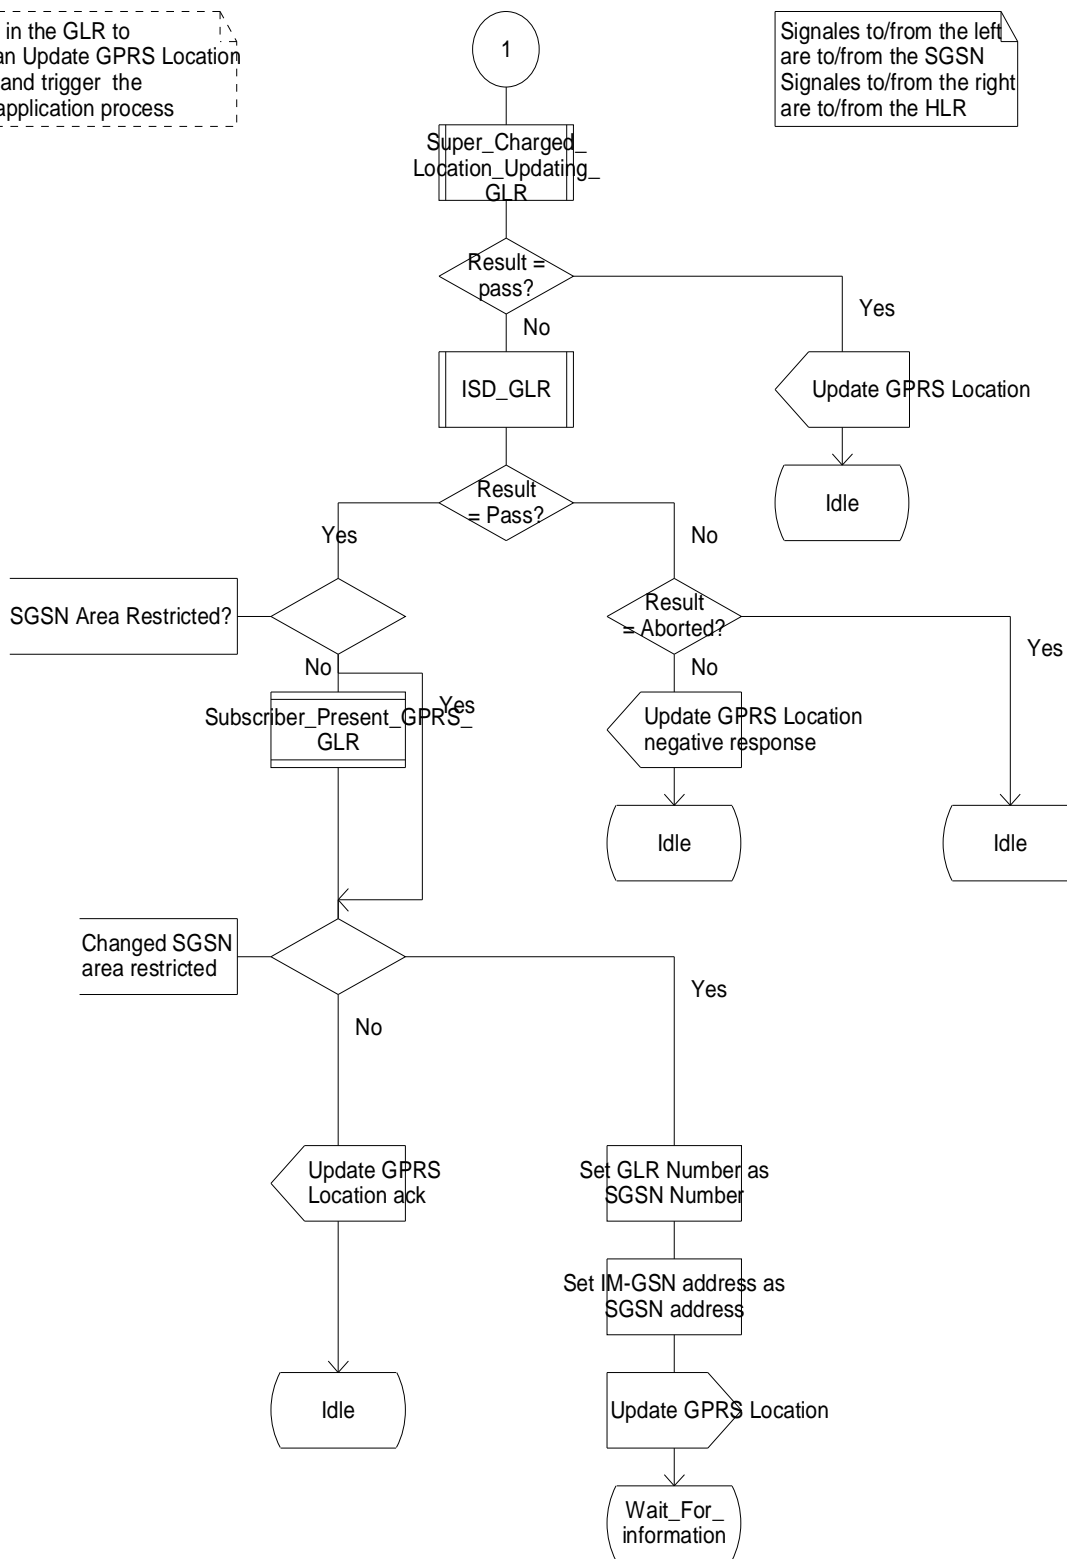 in the GLR to
an Update GPRS Location
and trigger the
application process
1
Signales to/from the left
are to/from the SGSN
Signales to/from the right
are to/from the HLR
Super_Charged_
Location_Updating_
GLR
Result =
pass?
Yes
No
ISD_GLR
Update GPRS Location
Idle
Result
= Pass?
Yes
No
SGSN Area Restricted?
Result
= Aborted?
Yes
No
No
Yes
Subscriber_Present_GPRS_
GLR
Update GPRS Location
negative response
Idle
Idle
Changed SGSN
area restricted
Yes
No
Update GPRS
Location ack
Set GLR Number as
SGSN Number
Set IM-GSN address as
SGSN address
Idle
Update GPRS Location
Wait_For_
information